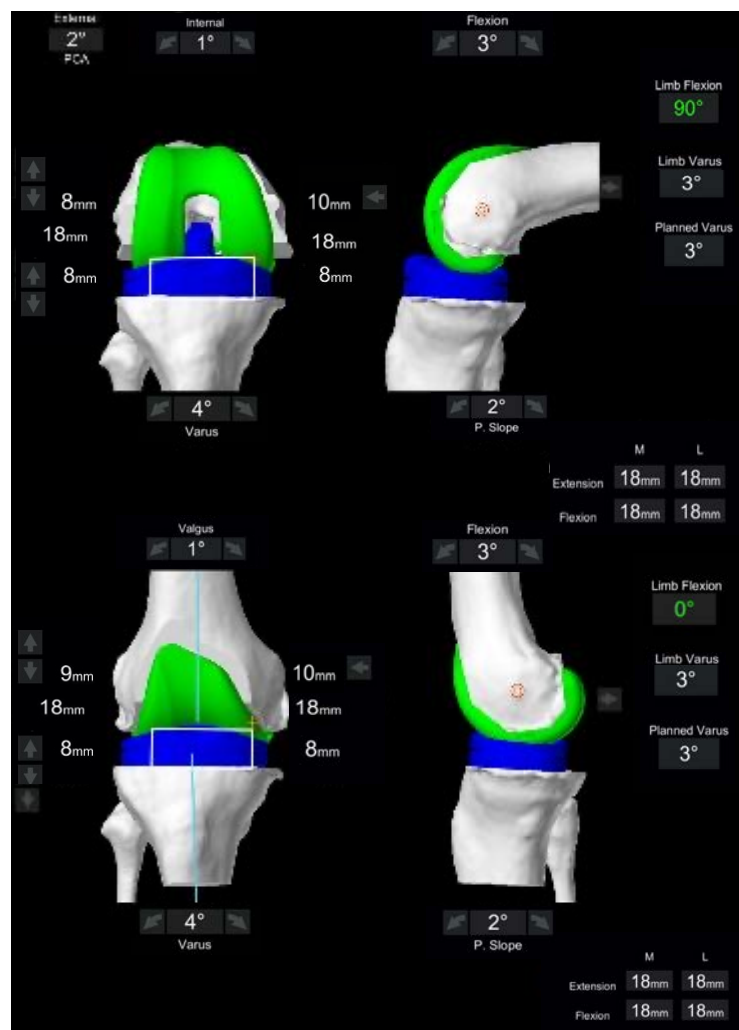 External
2°
PCA
Internal
1°
Flexion
3°
Limb Flexion
90°
8mm
10mm
Limb Varus
3°
18mm
18mm
Planned Varus
3°
8mm
8mm
4°
Varus
2°
P. Slope
M L
Extension 18mm 18mm
Flexion 18mm 18mm
Valgus
1°
Flexion
3°
Limb Flexion
0°
9mm
10mm
Limb Varus
3°
18mm
18mm
Planned Varus
3°
8mm
8mm
4°
Varus
2°
P. Slope
M L
Extension 18mm 18mm
Flexion 18mm 18mm